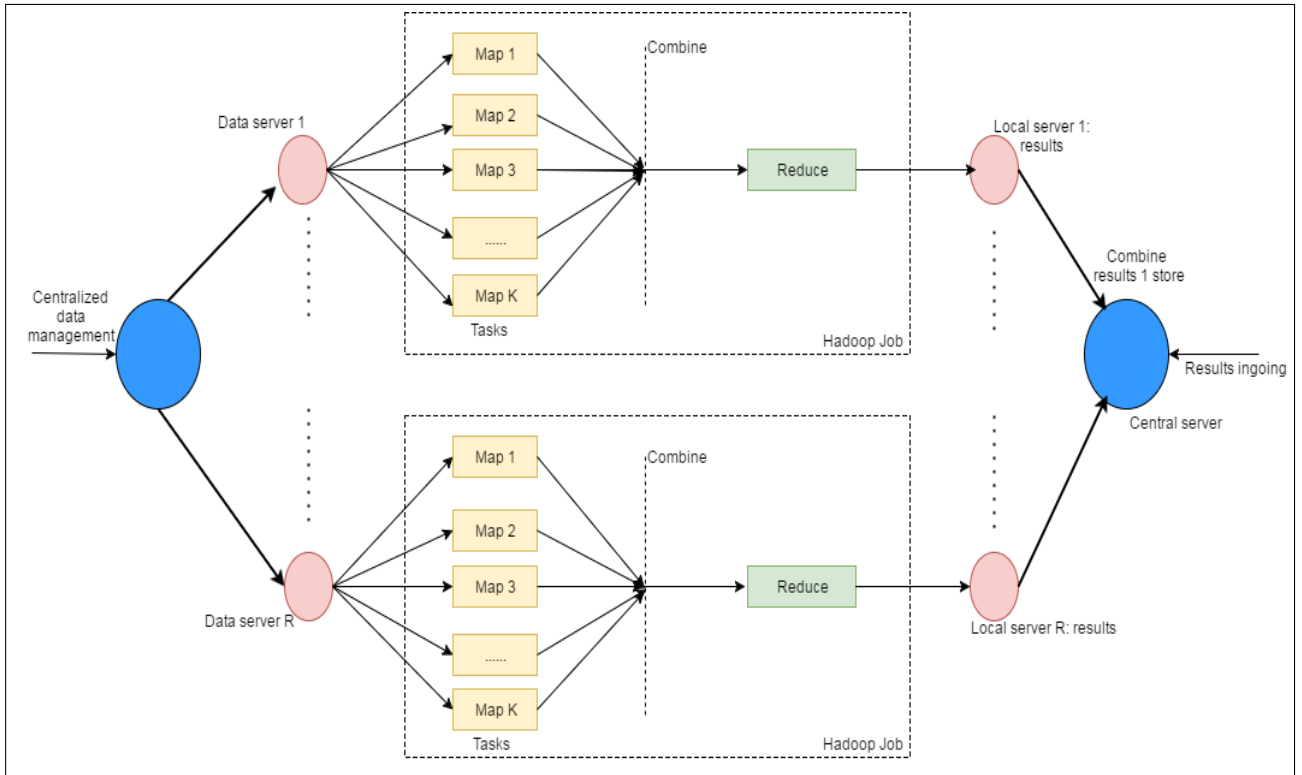 Map 1
Combine
Map 2
Data server 1
Local server 1:
results
Map 3
Reduce
......
Combine
results 1 store
Map K
Centralized
data
management
Tasks
Hadoop Job
Results ingoing
Central server
Map 1
Combine
Map 2
Map 3
Reduce
Data server R
Local server R: results
......
Map K
Tasks
Hadoop Job